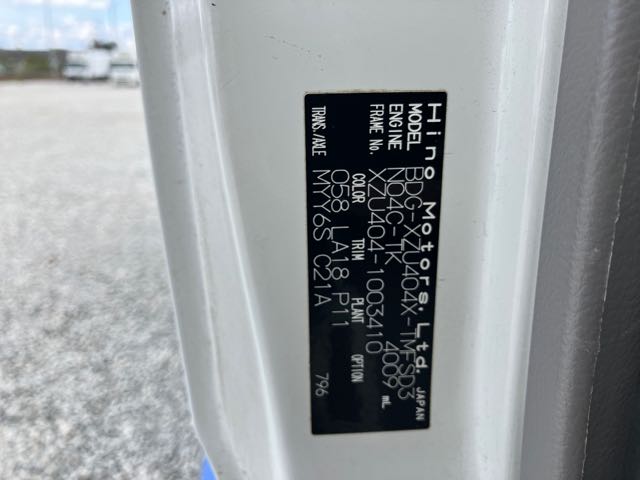 Hino Motors, Ltd. JAPAN
MODEL BDG-XZU404X-TMFSD3
ENGINE N04C-TK 4009 mL
FRAME No. XZU404-1003410
COLOR TRIM PLANT OPTION
058 LA18 P11
TRANS./AXLE MYY6S C21A 796